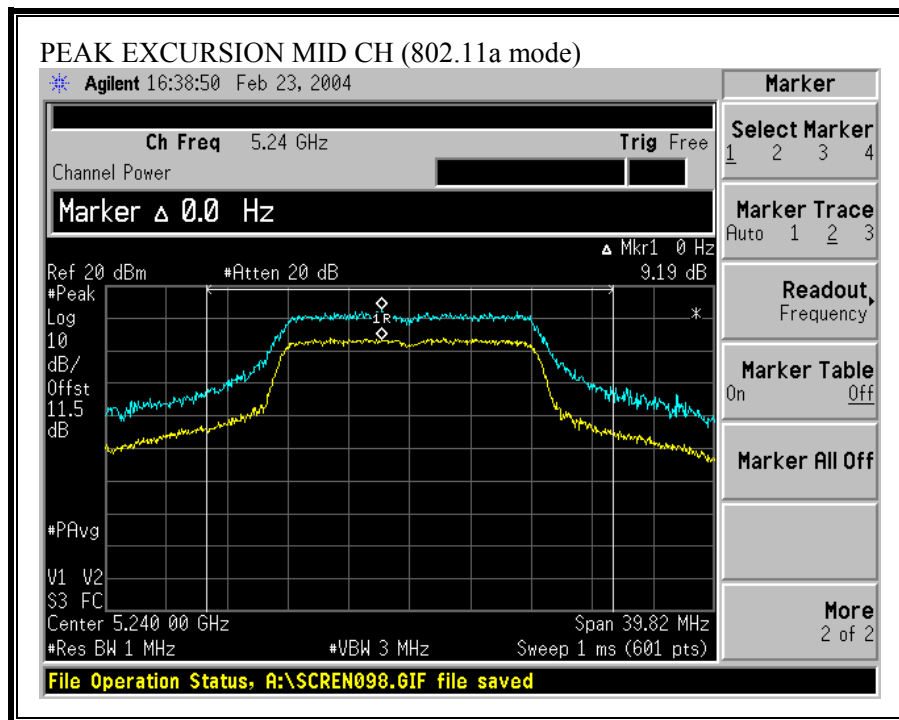 PEAK EXCURSION MID CH (802.11a mode)
Agilent 16:38:50 Feb 23, 2004
Marker
Ch Freq 5.24 GHz Trig Free
Channel Power
Select Marker
1 2 3 4
Marker Δ 0.0 Hz
Marker Trace
Auto 1 2 3
Δ Mkr1 0 Hz
Ref 20 dBm #Atten 20 dB 9.19 dB
#Peak
Log
10
dB/
Offst
11.5
dB
1R
*
Readout
Frequency
Marker Table
On Off
Marker All Off
#PAvg
V1 V2
S3 FC
Center 5.240 00 GHz Span 39.82 MHz
#Res BW 1 MHz #VBW 3 MHz Sweep 1 ms (601 pts)
More
2 of 2
File Operation Status, A:\SCREN098.GIF file saved